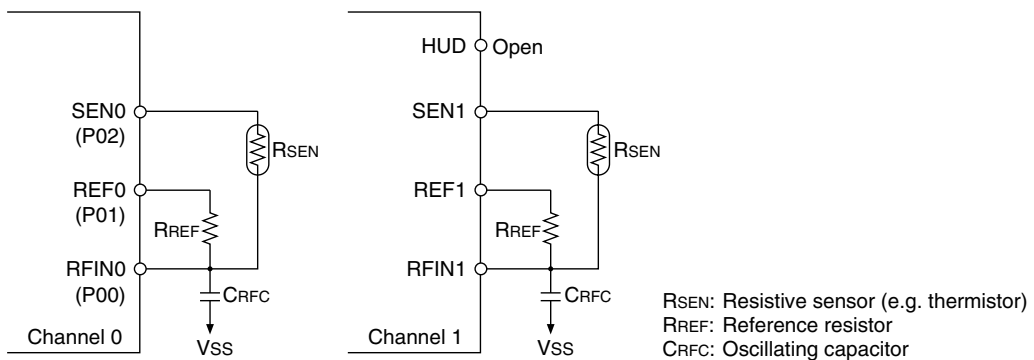 SEN0
(P02)
RSEN
REF0
(P01)
RREF
RFIN0
(P00)
CRFC
Channel 0
VSS
HUD Open
SEN1
RSEN
REF1
RREF
RFIN1
CRFC
Channel 1
VSS
RSEN: Resistive sensor (e.g. thermistor)
RREF: Reference resistor
CRFC: Oscillating capacitor